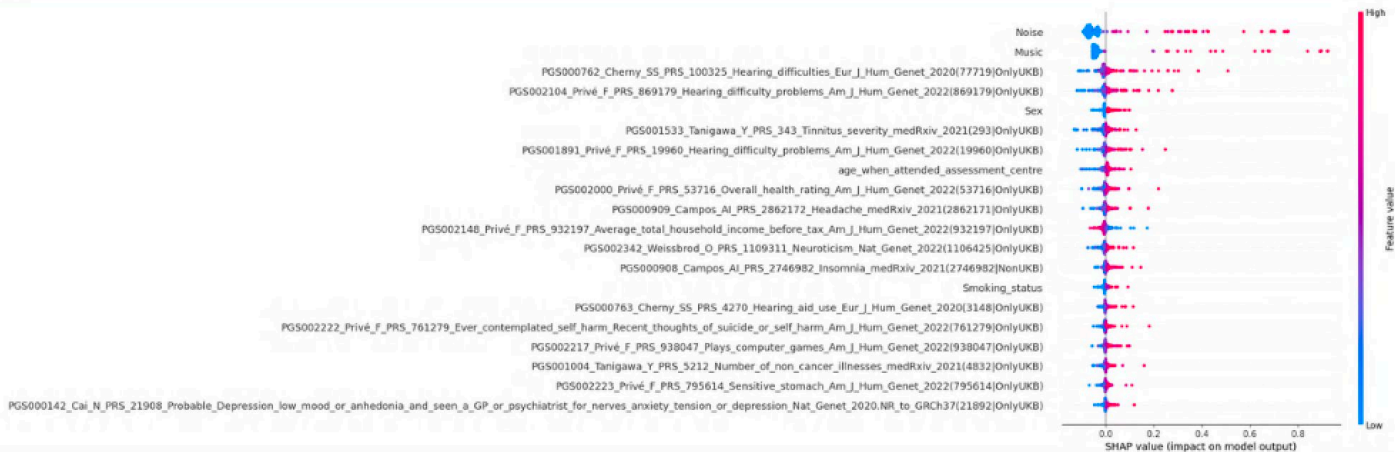 High
Noise
Music
PGS000762_Cherny_SS_PRS_100325_Hearing_difficulties_Eur_J_Hum_Genet_2020(77719|OnlyUKB)
PGS002104_Privé_F_PRS_869179_Hearing_difficulty_problems_Am_J_Hum_Genet_2022(869179|OnlyUKB)
Sex
PGS001533_Tanigawa_Y_PRS_343_Tinnitus_severity_medRxiv_2021(293|OnlyUKB)
PGS001891_Privé_F_PRS_19960_Hearing_difficulty_problems_Am_J_Hum_Genet_2022(19960|OnlyUKB)
age_when_attended_assessment_centre
PGS002000_Privé_F_PRS_53716_Overall_health_rating_Am_J_Hum_Genet_2022(53716|OnlyUKB)
PGS000909_Campos_AI_PRS_2862172_Headache_medRxiv_2021(2862171|OnlyUKB)
PGS002148_Privé_F_PRS_932197_Average_total_household_income_before_tax_Am_J_Hum_Genet_2022(932197|OnlyUKB)
PGS002342_Weissbrod_O_PRS_1109311_Neuroticism_Nat_Genet_2022(1106425|OnlyUKB)
PGS000908_Campos_AI_PRS_2746982_Insomnia_medRxiv_2021(2746982|NonUKB)
Smoking_status
PGS000763_Cherny_SS_PRS_4270_Hearing_aid_use_Eur_J_Hum_Genet_2020(3148|OnlyUKB)
PGS002222_Privé_F_PRS_761279_Ever_contemplated_self_harm_Recent_thoughts_of_suicide_or_self_harm_Am_J_Hum_Genet_2022(761279|OnlyUKB)
PGS002217_Privé_F_PRS_938047_Plays_computer_games_Am_J_Hum_Genet_2022(938047|OnlyUKB)
PGS001004_Tanigawa_Y_PRS_5212_Number_of_non_cancer_illnesses_medRxiv_2021(4832|OnlyUKB)
PGS002223_Privé_F_PRS_795614_Sensitive_stomach_Am_J_Hum_Genet_2022(795614|OnlyUKB)
PGS000142_Cai_N_PRS_21908_Probable_Depression_low_mood_or_anhedonia_and_seen_a_GP_or_psychiatrist_for_nerves_anxiety_tension_or_depression_Nat_Genet_2020.NR_to_GRCh37(21892|OnlyUKB)
Feature value
Low
0.0 0.2 0.4 0.6 0.8
SHAP value (impact on model output)